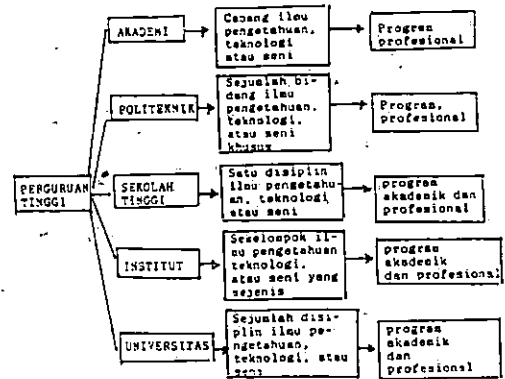 AKADEMI
Cabang ilmu
pengetahuan,
teknologi
atau seni
Program
profesional
POLITEKNIK
Sejumlah bi-
dang ilmu
pengetahuan,
teknologi,
atau seni
khusus
Program,
profesional
PERGURUAN
TINGGI
SEKOLAH
TINGGI
Satu disiplin
ilmu pengetahu-
an, teknologi
atau seni
program
akademik dan
profesional
INSTITUT
Sekelompok il-
mu pengetahuan
teknologi,
atau seni yang
sejenis
program
akademik
dan profesional
UNIVERSITAS
Sejumlah disi-
plin ilmu pe-
ngetahuan,
teknologi, atau
seni
program
akademik
dan
profesional